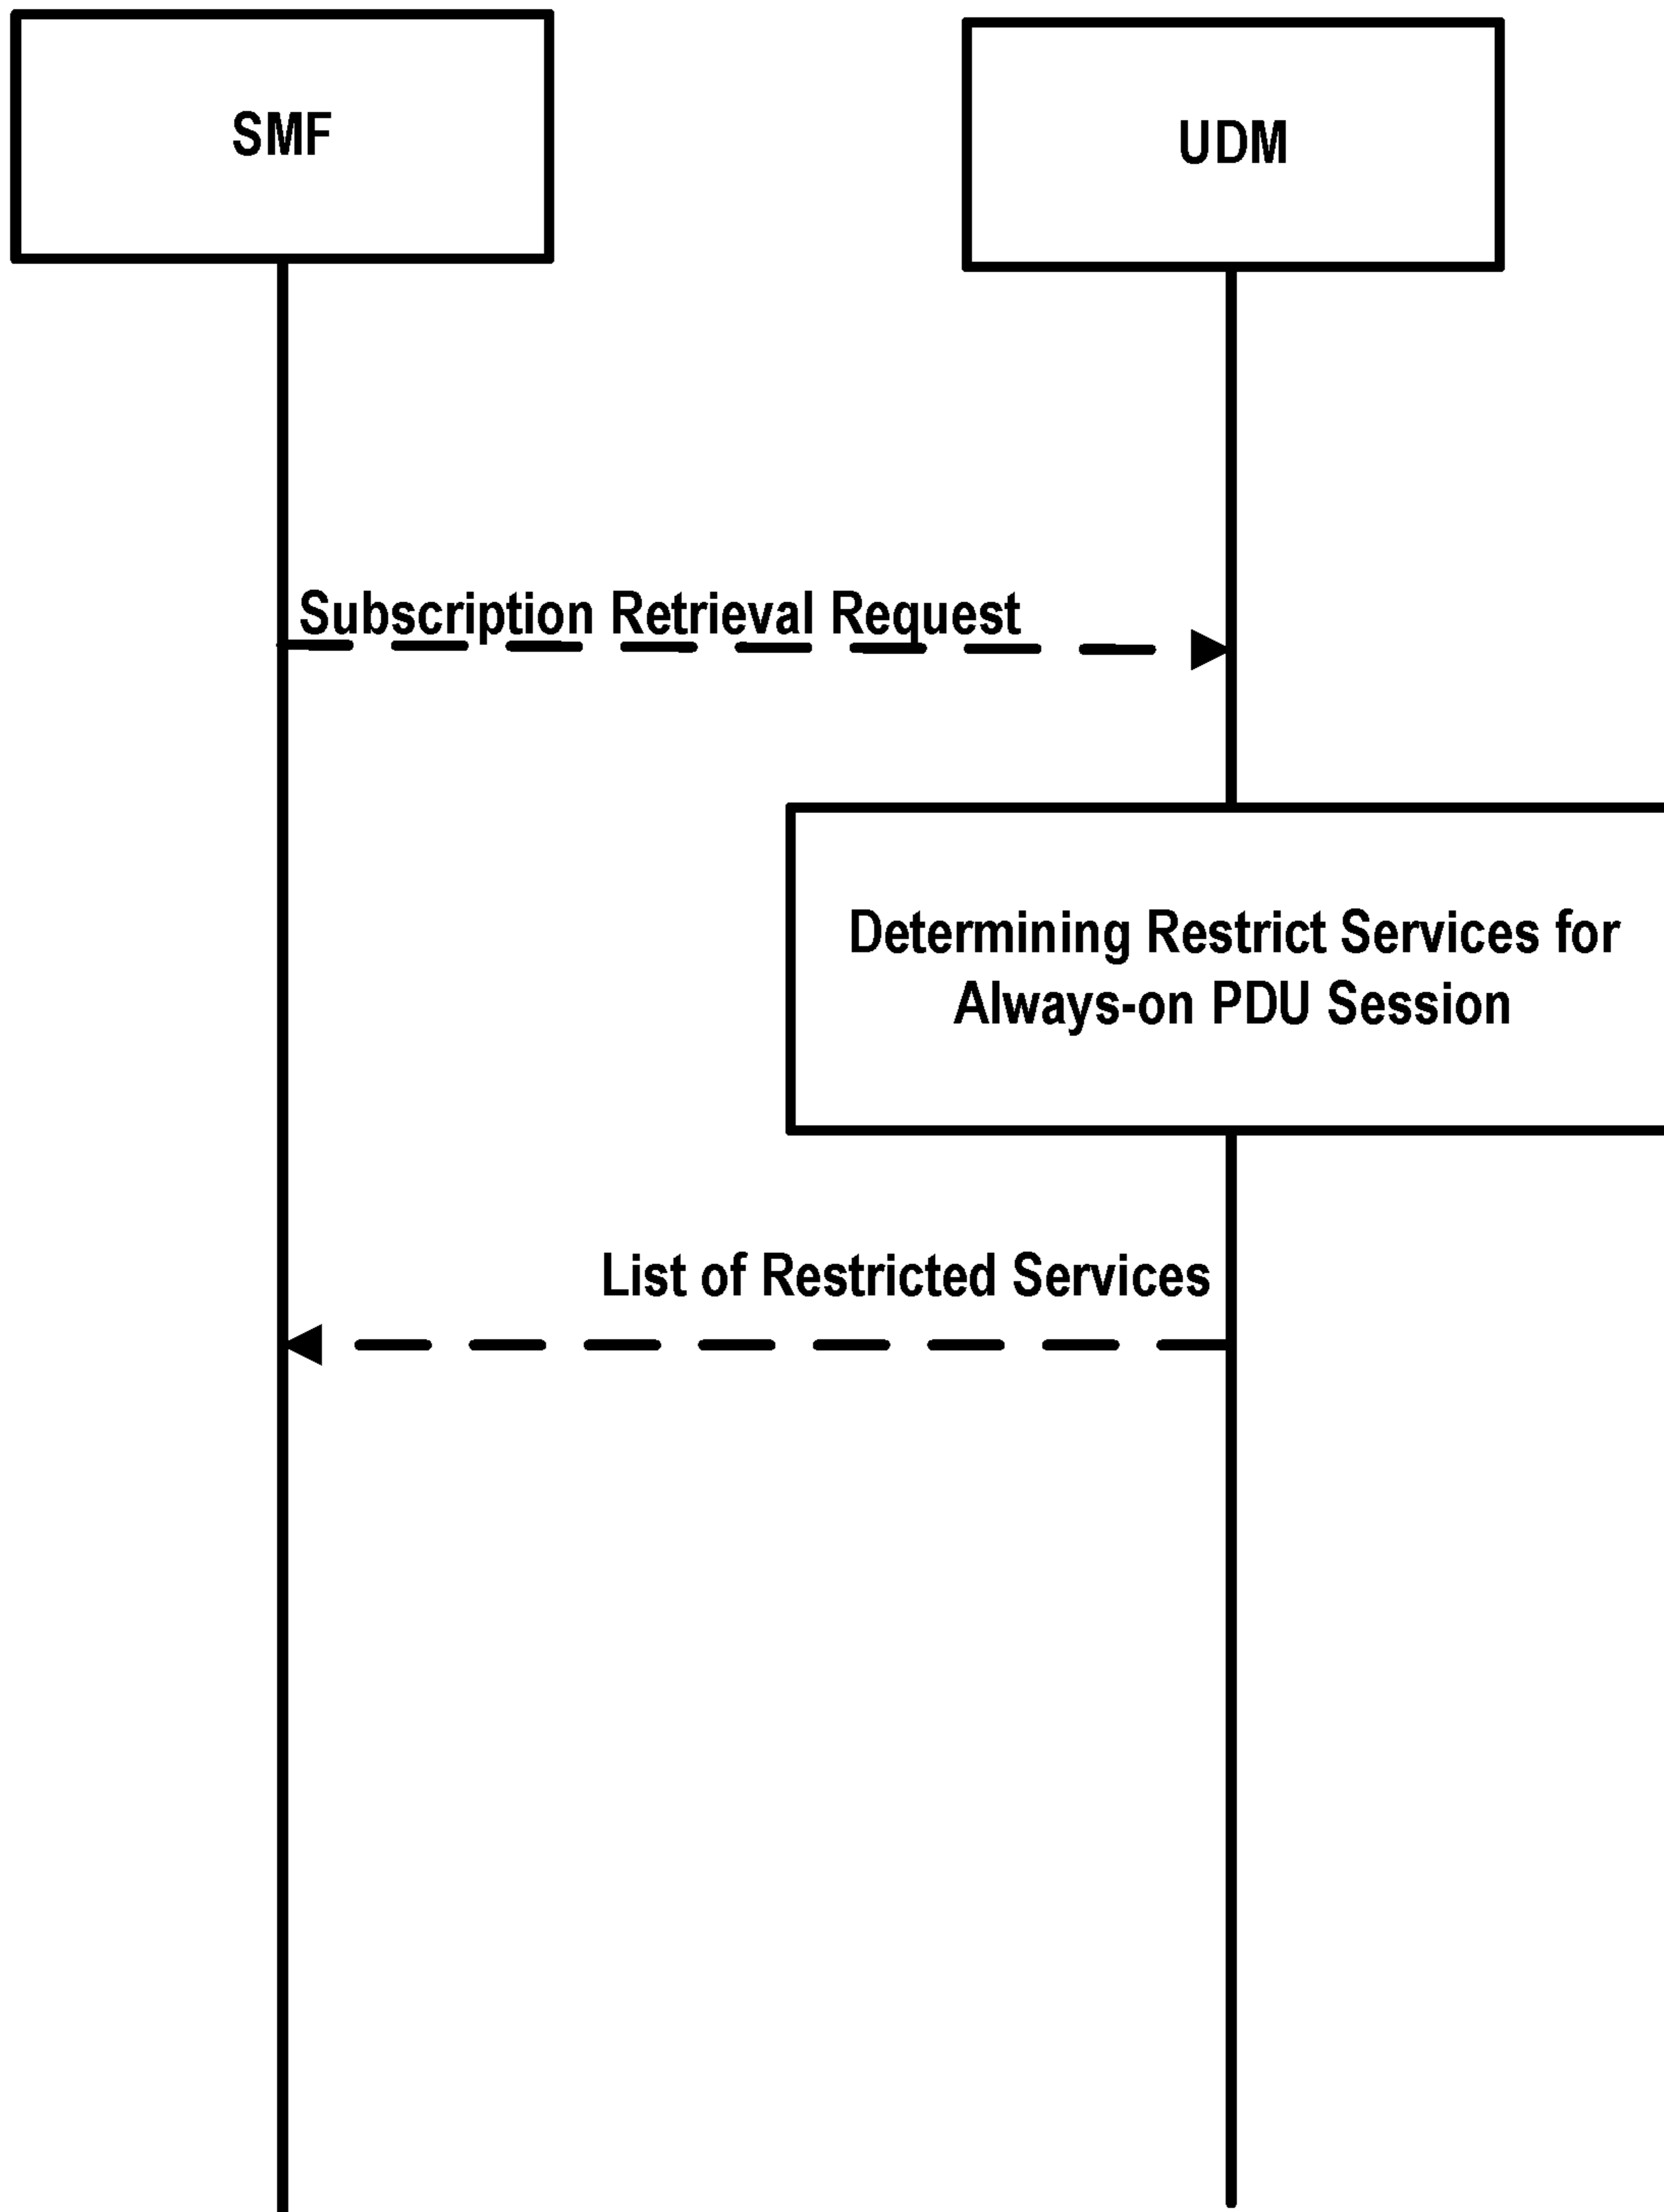 SMF
UDM
Subscription Retrieval Request
Determining Restrict Services for
Always-on PDU Session
List of Restricted Services